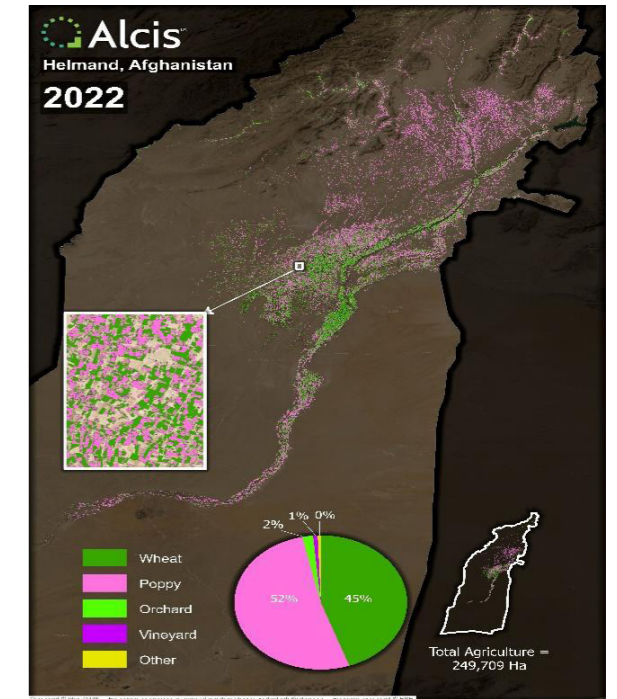 Alcis
Helmand, Afghanistan
2022
2% 1% 0%
52% 45%
Wheat
Poppy
Orchard
Vineyard
Other
Total Agriculture =
249,709 Ha